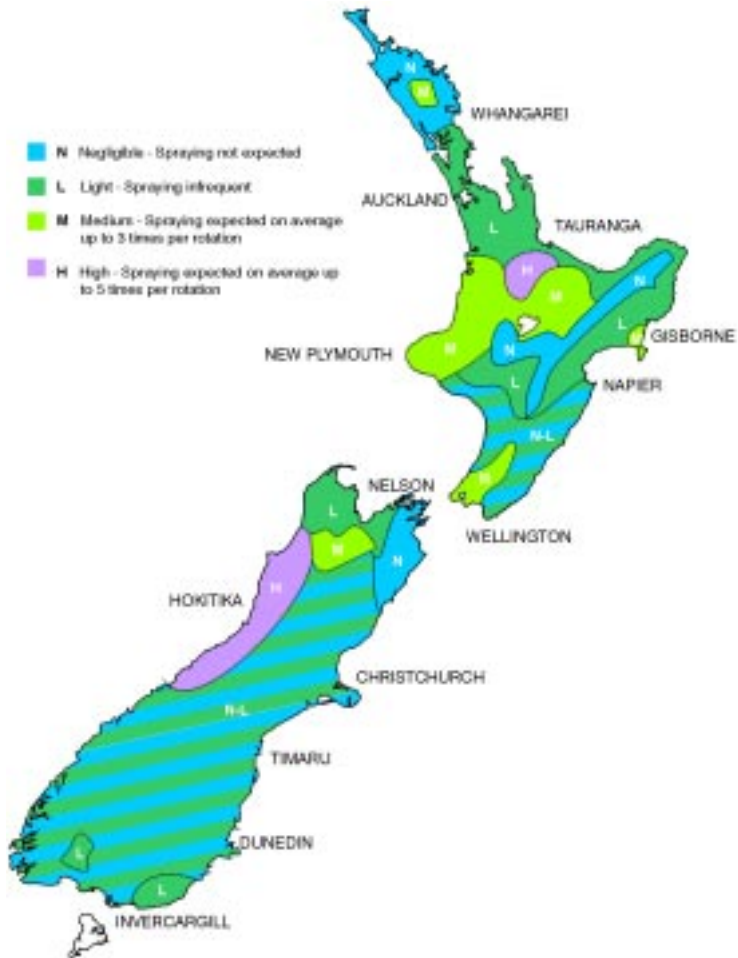 N
M
WHANGAREI
N Negligible - Spraying not expected
L Light - Spraying infrequent
M Medium - Spraying expected on average
up to 3 times per rotation
H High - Spraying expected on average up
to 5 times per rotation
AUCKLAND
L
TAURANGA
H
N
M
L
GISBORNE
NEW PLYMOUTH
M
N
L
NAPIER
N-L
NELSON
M
L
WELLINGTON
M
N
H
HOKITIKA
CHRISTCHURCH
N-L
TIMARU
DUNEDIN
L
L
INVERCARGILL